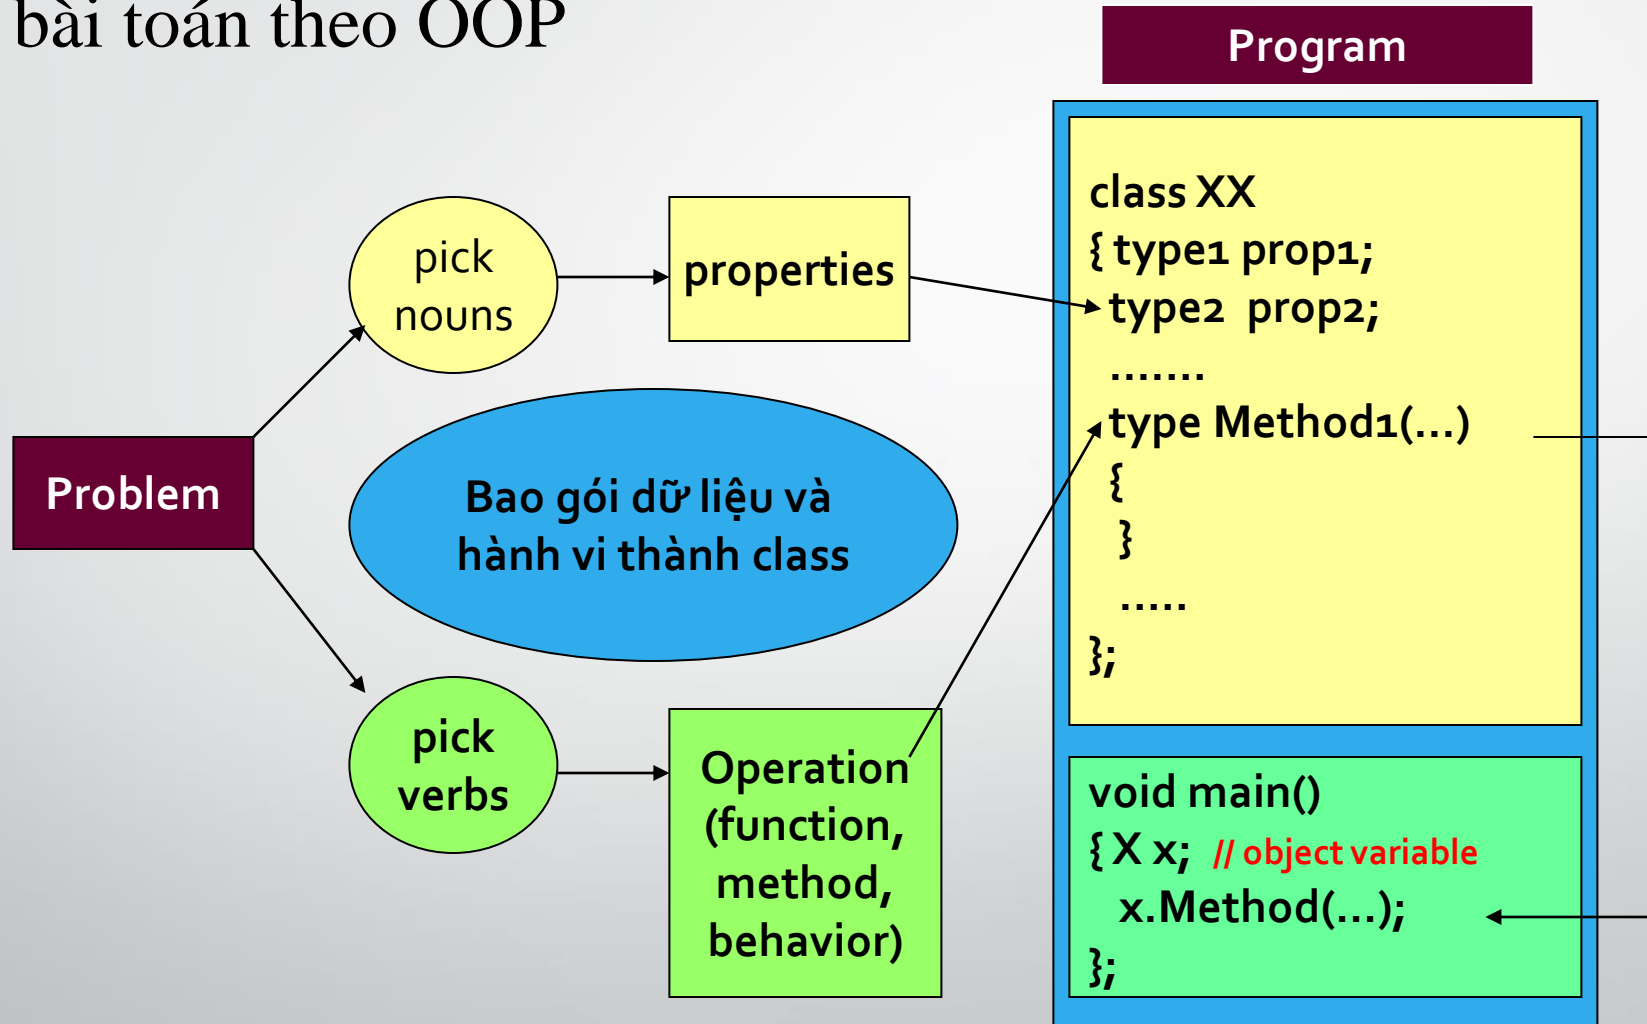 bài toán theo OOP
Program
pick
nouns
properties
Problem
Bao gói dữ liệu và
hành vi thành class
pick
verbs
Operation
(function,
method,
behavior)
class XX
{ type1 prop1;
type2 prop2;
.......
type Method1(...)
{
}
.....
};
void main()
{ X x; // object variable
x.Method(...);
};